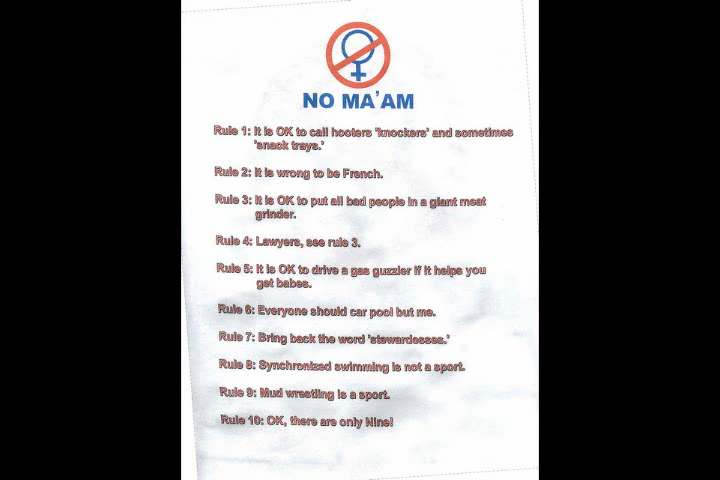 NO MA'AM
Rule 1: It is OK to call hooters 'knockers' and sometimes
'snack trays.'
Rule 2: It is wrong to be French.
Rule 3: It is OK to put all bad people in a giant meat
grinder.
Rule 4: Lawyers, see rule 3.
Rule 5: It is OK to drive a gas guzzler if it helps you
get babes.
Rule 6: Everyone should car pool but me.
Rule 7: Bring back the word 'stewardesses.'
Rule 8: Synchronized swimming is not a sport.
Rule 9: Mud wrestling is a sport.
Rule 10: OK, there are only Nine!